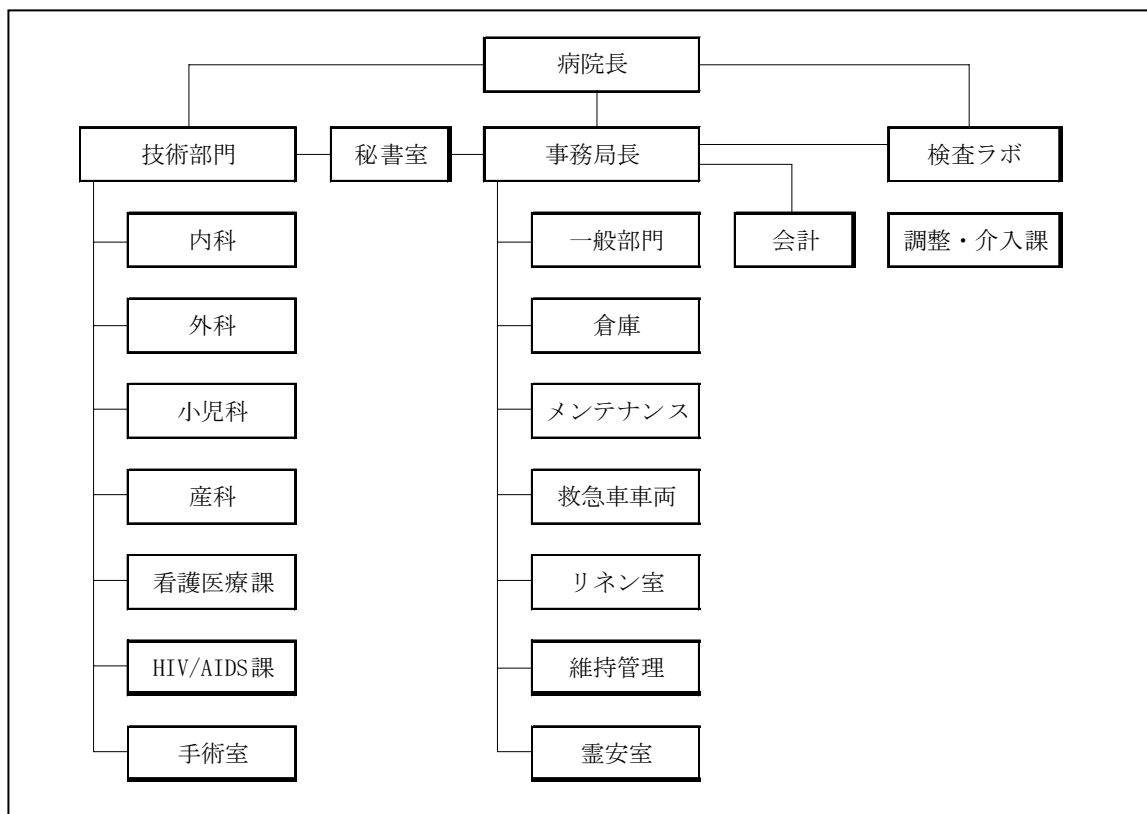 病院長
技術部門
秘書室
事務局長
検査ラボ
内科
一般部門
会計
調整・介入課
外科
倉庫
小児科
メンテナンス
産科
救急車車両
看護医療課
リネン室
HIV/AIDS課
維持管理
手術室
霊安室